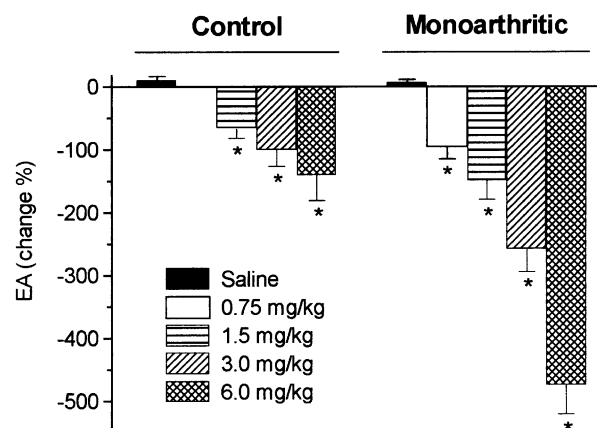 Control Monoarthritic
0
-100
-200
-300
-400
-500
EA (change %)
* * *
* * * *
Saline
0.75 mg/kg
1.5 mg/kg
3.0 mg/kg
6.0 mg/kg